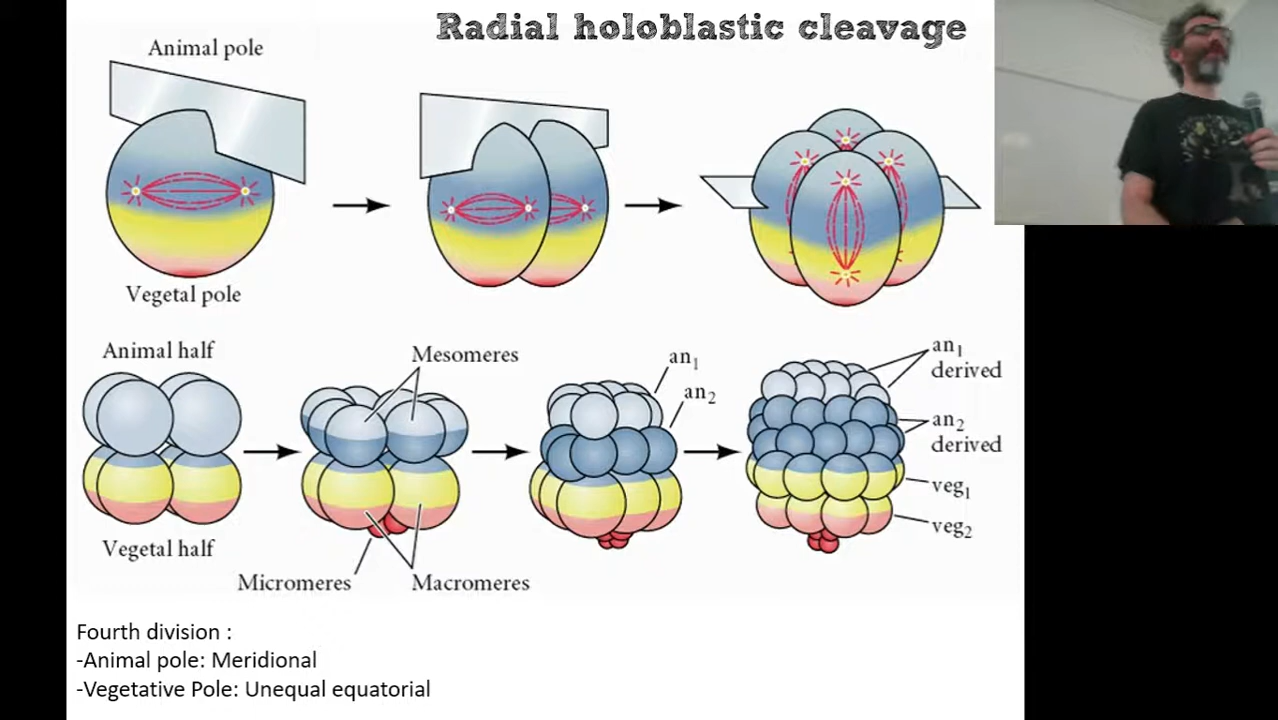 Radial holoblastic cleavage
Animal pole
Vegetal pole
Animal half
Mesomeres
an1
an2
an1
derived
an2
derived
veg1
veg2
Vegetal half
Micromeres
Macromeres
Fourth division :
-Animal pole: Meridional
-Vegetative Pole: Unequal equatorial